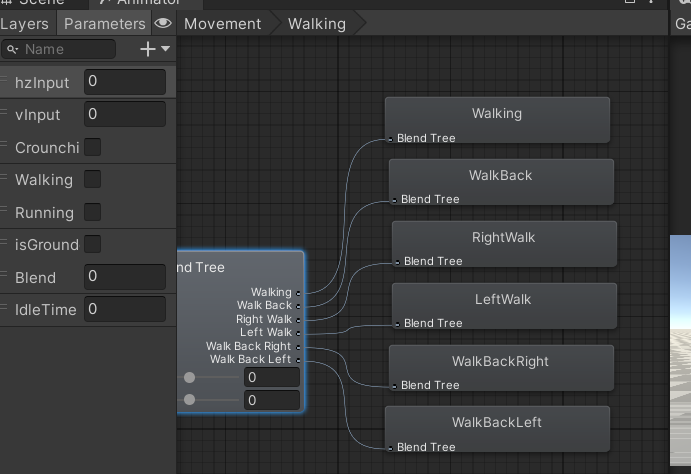 Scene
Animator
Layers
Parameters
Movement
Walking
Name
hzInput
0
vInput
0
Crounchi
Walking
Running
isGround
Blend
0
IdleTime
0
nd Tree
Walking
Walk Back
Right Walk
Left Walk
Walk Back Right
Walk Back Left
0
0
Walking
Blend Tree
WalkBack
Blend Tree
RightWalk
Blend Tree
LeftWalk
Blend Tree
WalkBackRight
Blend Tree
WalkBackLeft
Blend Tree
Ga